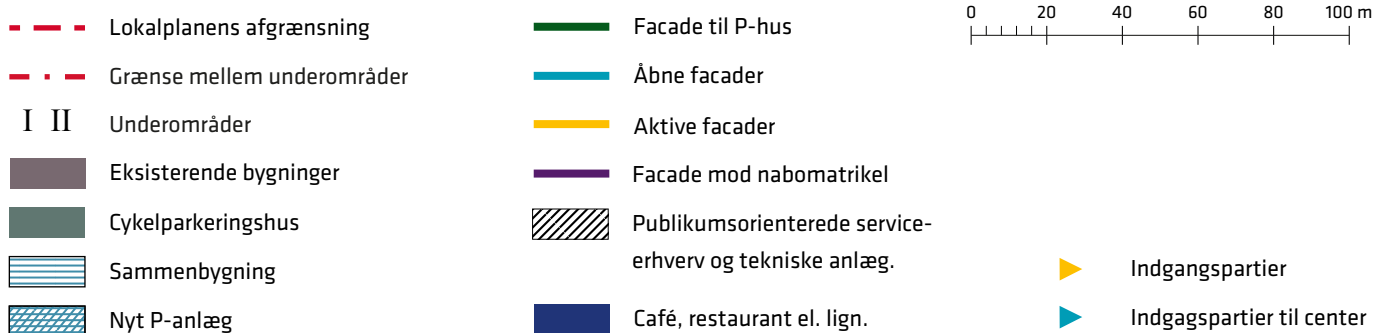 Lokalplanens afgrænsning
Grænse mellem underområder
I II Underområder
Eksisterende bygninger
Cykelparkeringshus
Sammenbygning
Nyt P-anlæg
Facade til P-hus
Åbne facader
Aktive facader
Facade mod nabomatrikel
Publikumsorienterede service-
erhverv og tekniske anlæg.
Café, restaurant el. lign.
0 20 40 60 80 100 m
Indgangspartier
Indgagspartier til center